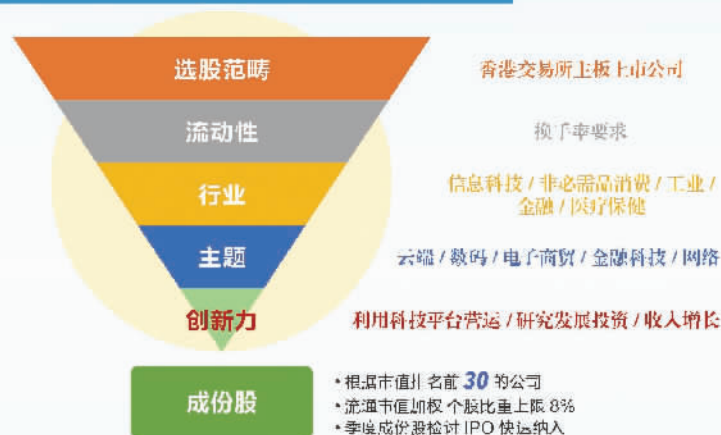 选股范畴
香港交易所主板上市公司
流动性
换手率要求
行业
信息科技 / 非必需品消费 / 工业 /
金融 / 医疗保健
主题
云端 / 数码 / 电子商贸 / 金融科技 / 网络
创新力
利用科技平台营运 / 研究发展投资 / 收入增长
成份股
• 根据市值排名前 30 的公司
• 流通市值加权 个股比重上限 8%
• 季度成份股检讨 IPO 快速纳入